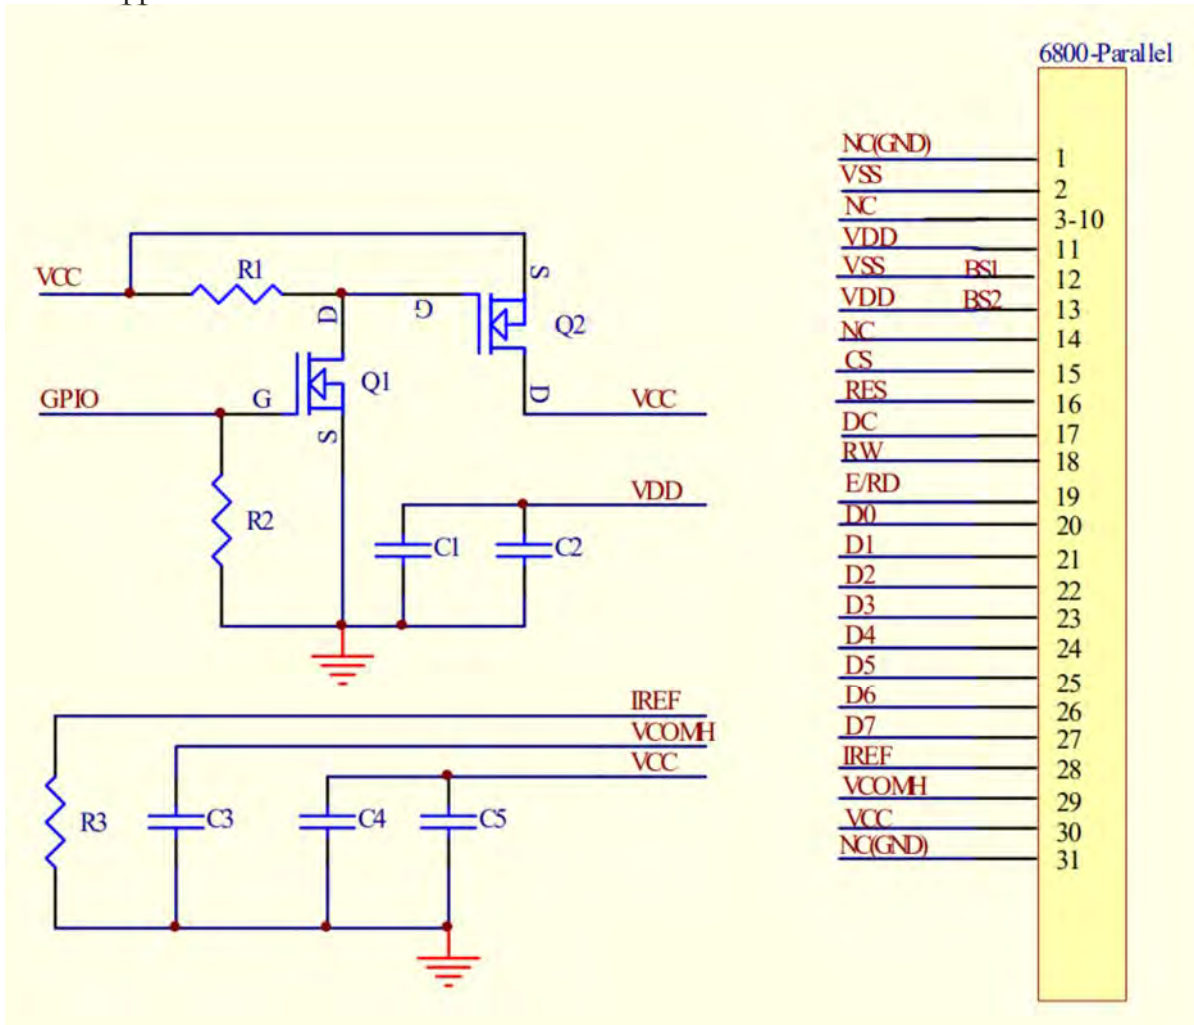 6800-Parallel
VCC
R1
D
G
S
Q2
D
VCC
GPIO
G
Q1
S
R2
VDD
C1
C2
IREF
VCOMH
VCC
R3
C3
C4
C5
NC(GND) 1
VSS 2
NC 3-10
VDD 11
VSS BS1 12
VDD BS2 13
NC 14
CS 15
RES 16
DC 17
RW 18
E/RD 19
D0 20
D1 21
D2 22
D3 23
D4 24
D5 25
D6 26
D7 27
IREF 28
VCOMH 29
VCC 30
NC(GND) 31